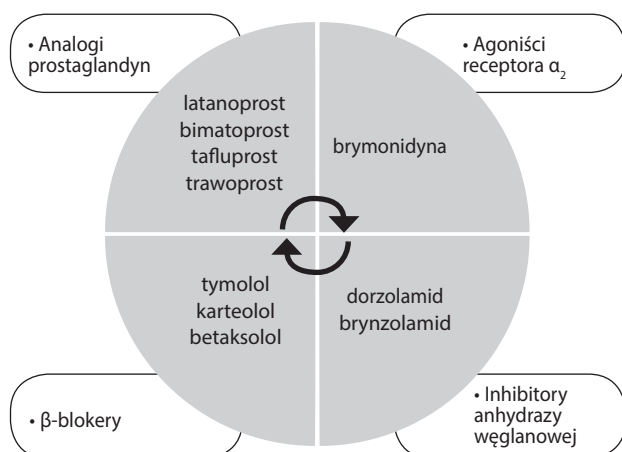 • Analogi
prostaglandyn
• Agoniści
receptora α₂
latanoprost
bimatoprost
tafluprost
trawoprost
brymonidyna
tymolol
karteolol
betaksolol
dorzolamid
brynzolamid
• β-blokery
• Inhibitory
anhydrazy
węglanowej